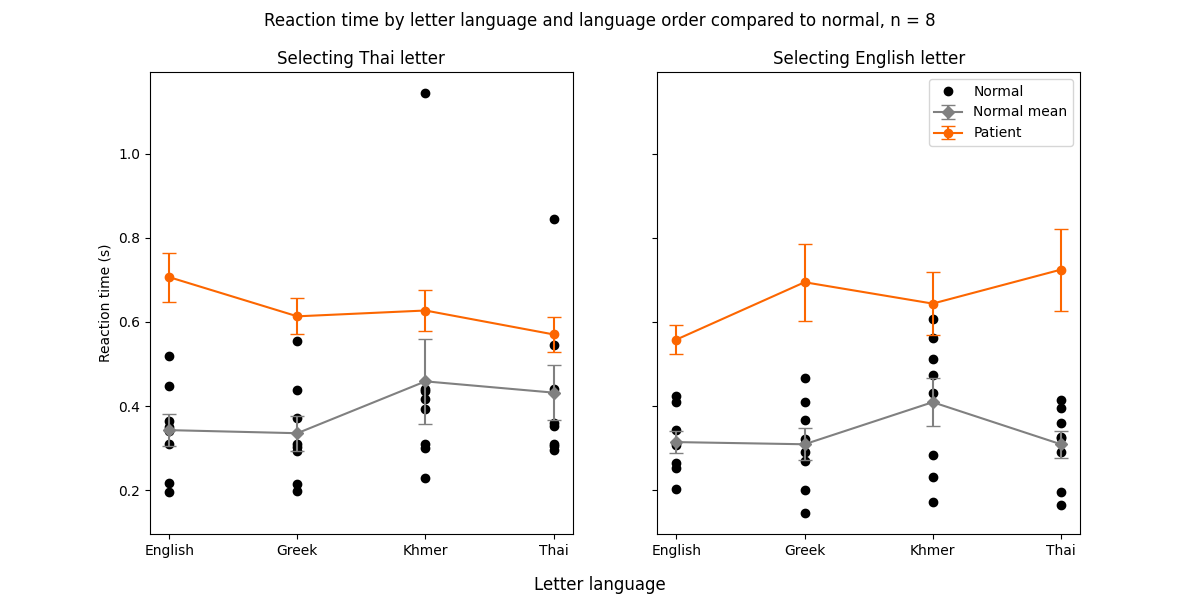 Reaction time by letter language and language order compared to normal, n = 8
Selecting Thai letter
Selecting English letter
Normal
Normal mean
Patient
Reaction time (s)
1.0
0.8
0.6
0.4
0.2
English Greek Khmer Thai
English Greek Khmer Thai
Letter language